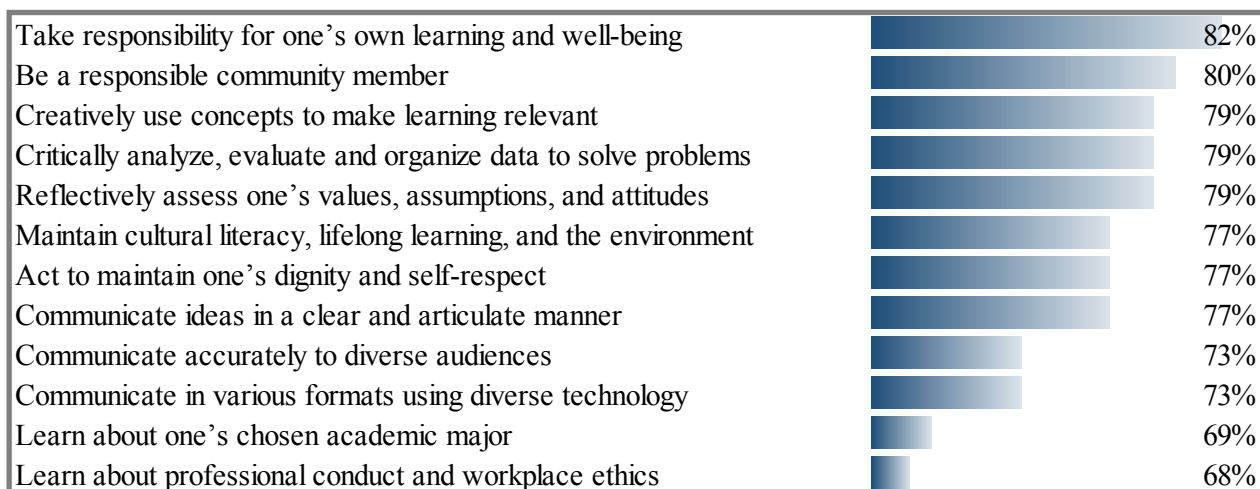 Take responsibility for one’s own learning and well-being 82%
Be a responsible community member 80%
Creatively use concepts to make learning relevant 79%
Critically analyze, evaluate and organize data to solve problems 79%
Reflectively assess one’s values, assumptions, and attitudes 79%
Maintain cultural literacy, lifelong learning, and the environment 77%
Act to maintain one’s dignity and self-respect 77%
Communicate ideas in a clear and articulate manner 77%
Communicate accurately to diverse audiences 73%
Communicate in various formats using diverse technology 73%
Learn about one’s chosen academic major 69%
Learn about professional conduct and workplace ethics 68%